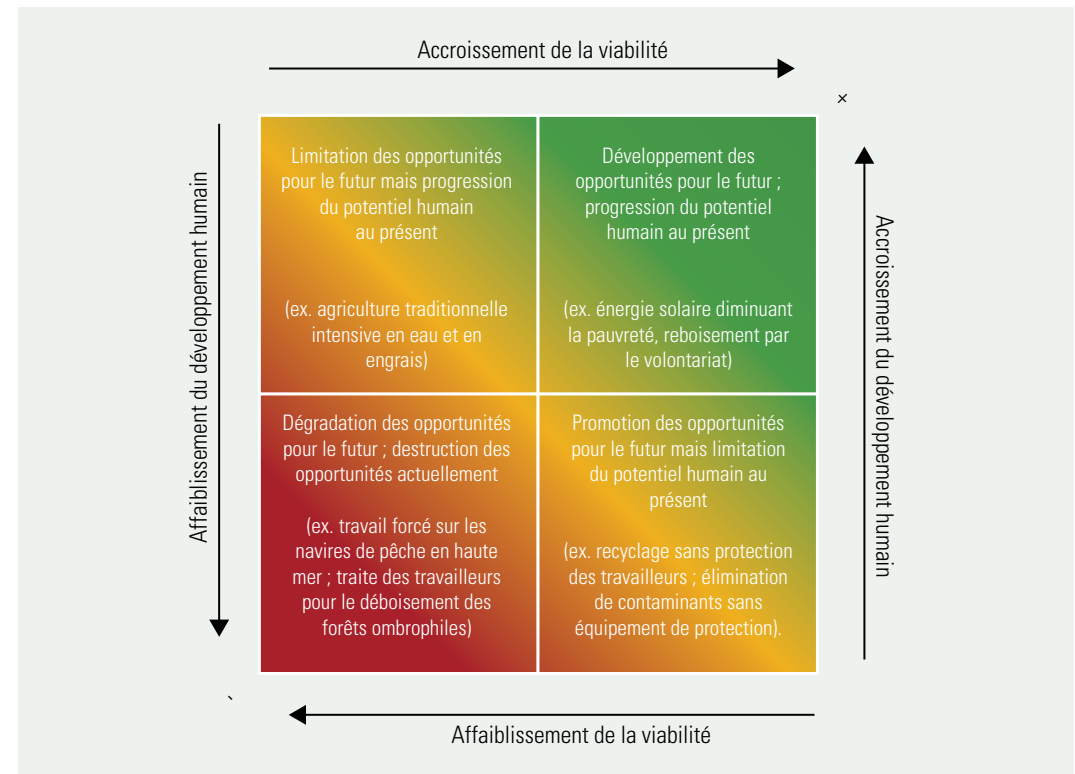 Accroissement de la viabilité
×
Affaiblissement du développement humain
Limitation des opportunités
pour le futur mais progression
du potentiel humain
au présent
(ex. agriculture traditionnelle
intensive en eau et en
engrais)
Développement des
opportunités pour le futur ;
progression du potentiel
humain au présent
(ex. énergie solaire diminuant
la pauvreté, reboisement par
le volontariat)
Accroissement du développement humain
Dégradation des opportunités
pour le futur ; destruction des
opportunités actuellement
(ex. travail forcé sur les
navires de pêche en haute
mer ; traite des travailleurs
pour le déboisement des
forêts ombrophiles)
Promotion des opportunités
pour le futur mais limitation
du potentiel humain au
présent
(ex. recyclage sans protection
des travailleurs ; élimination
de contaminants sans
équipement de protection).
`
Affaiblissement de la viabilité